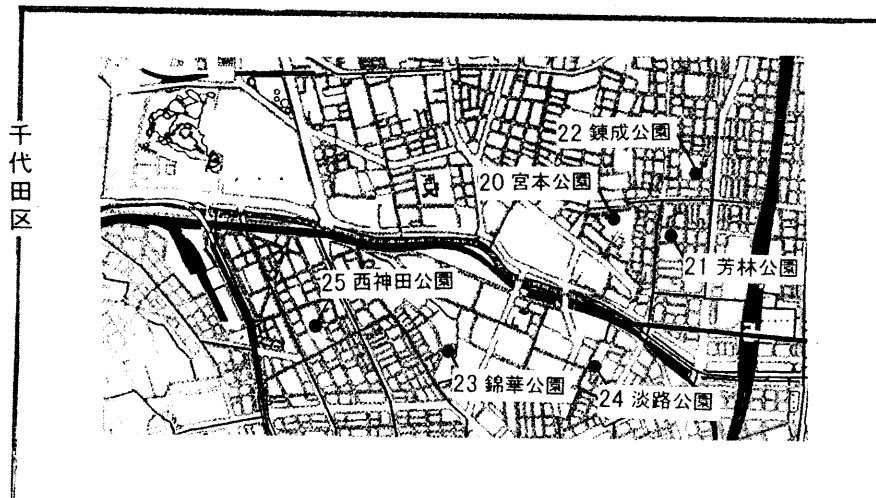 千代田区
22 錬成公園
20 宮本公園
21 芳林公園
25 西神田公園
23 錦華公園
24 淡路公園